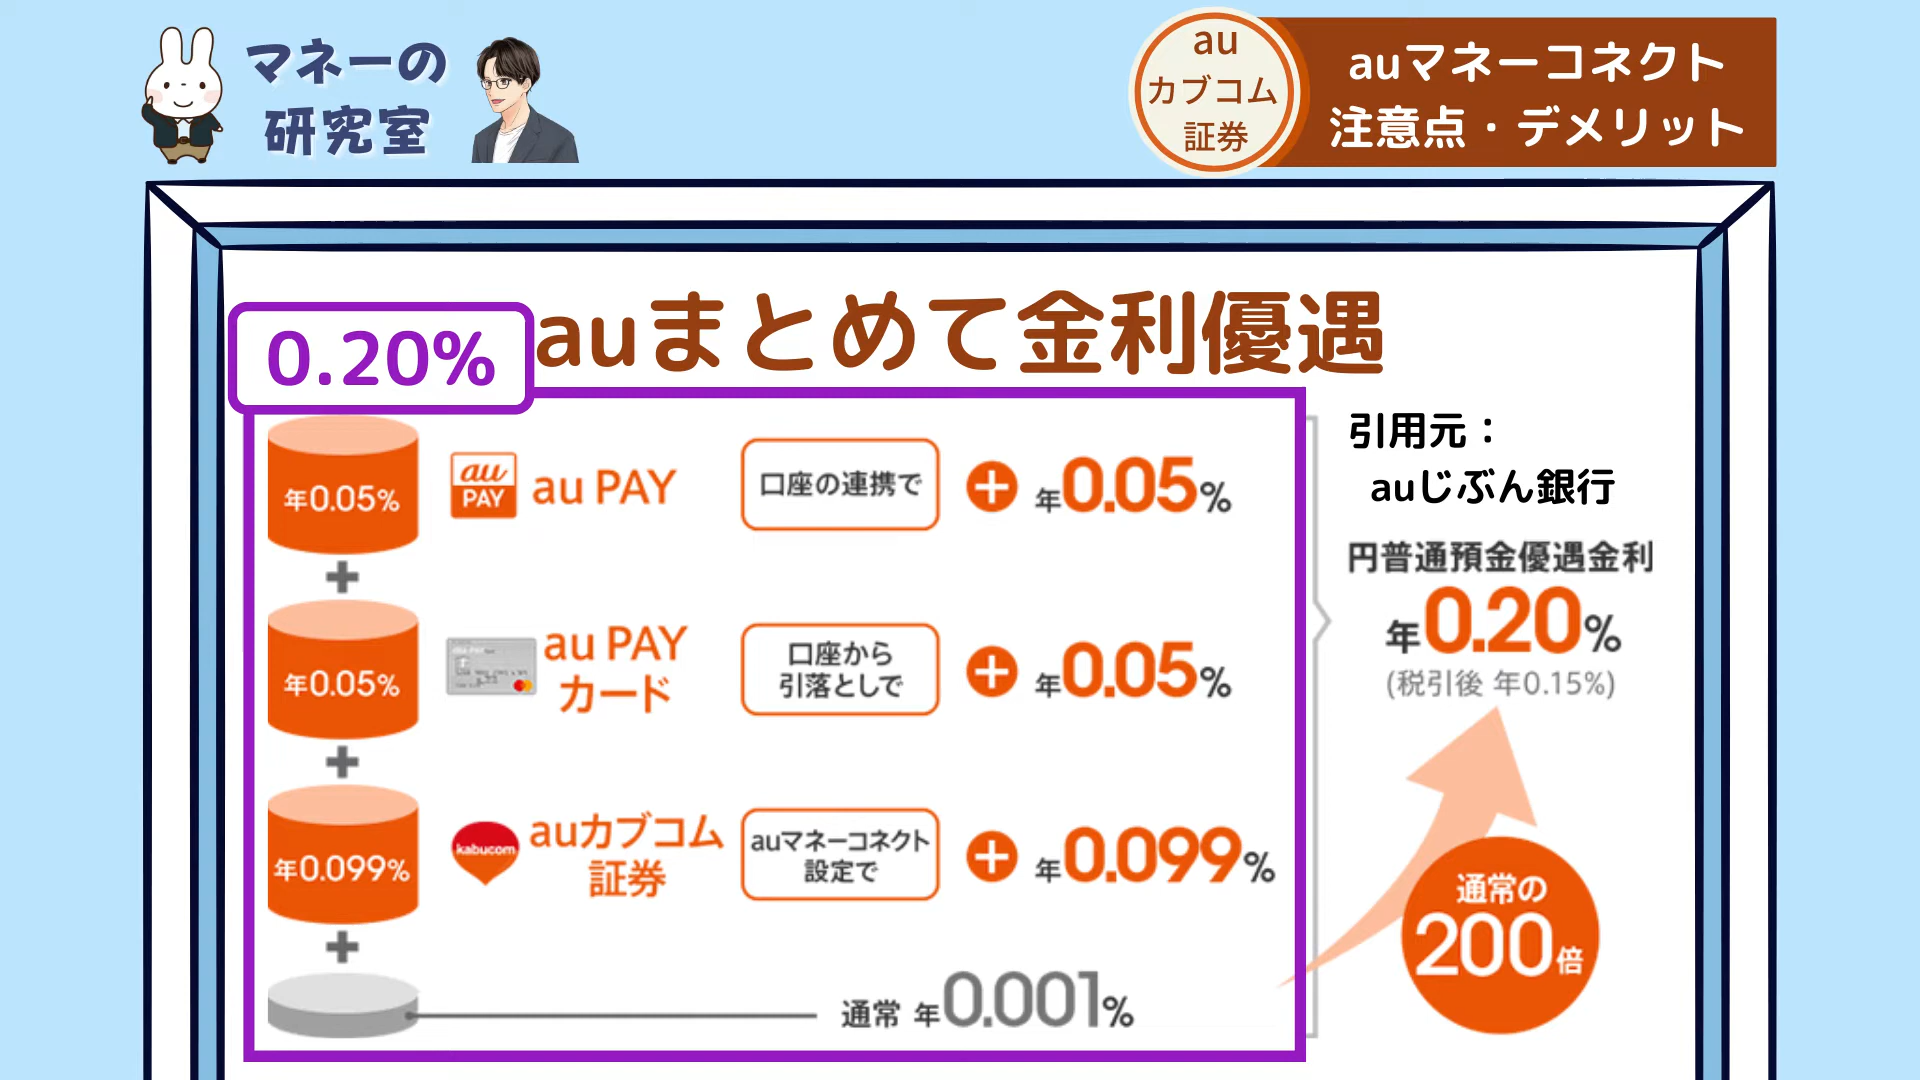 マネーの
研究室
au
カブコム
証券
auマネーコネクト
注意点・デメリット
0.20%
auまとめて金利優遇
年0.05%
au
PAY
au PAY
口座の連携で
年0.05%
年0.05%
au PAY
カード
口座から
引落としで
年0.05%
年0.099%
kabucom
auカブコム
証券
auマネーコネクト
設定で
年0.099%
通常 年0.001%
引用元：
auじぶん銀行
円普通預金優遇金利
年0.20%
(税引後 年0.15%)
通常の
200倍